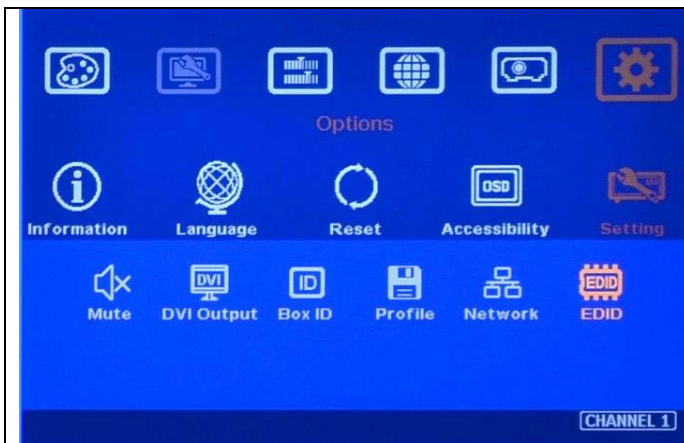 Options
OSD
Information Language Reset Accessibility Setting
DVI ID EDID
Mute DVI Output Box ID Profile Network EDID
CHANNEL 1